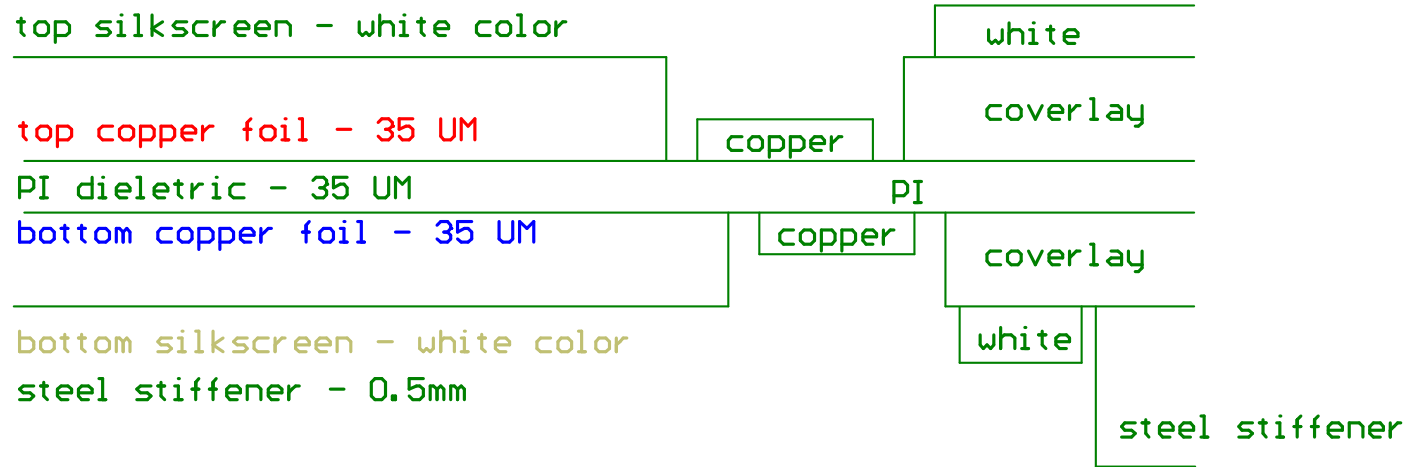 top silkscreen - white color
white
coverlay
top copper foil - 35 UM
copper
PI dieletric - 35 UM
PI
bottom copper foil - 35 UM
copper
coverlay
bottom silkscreen - white color
white
steel stiffener - 0.5mm
steel stiffener